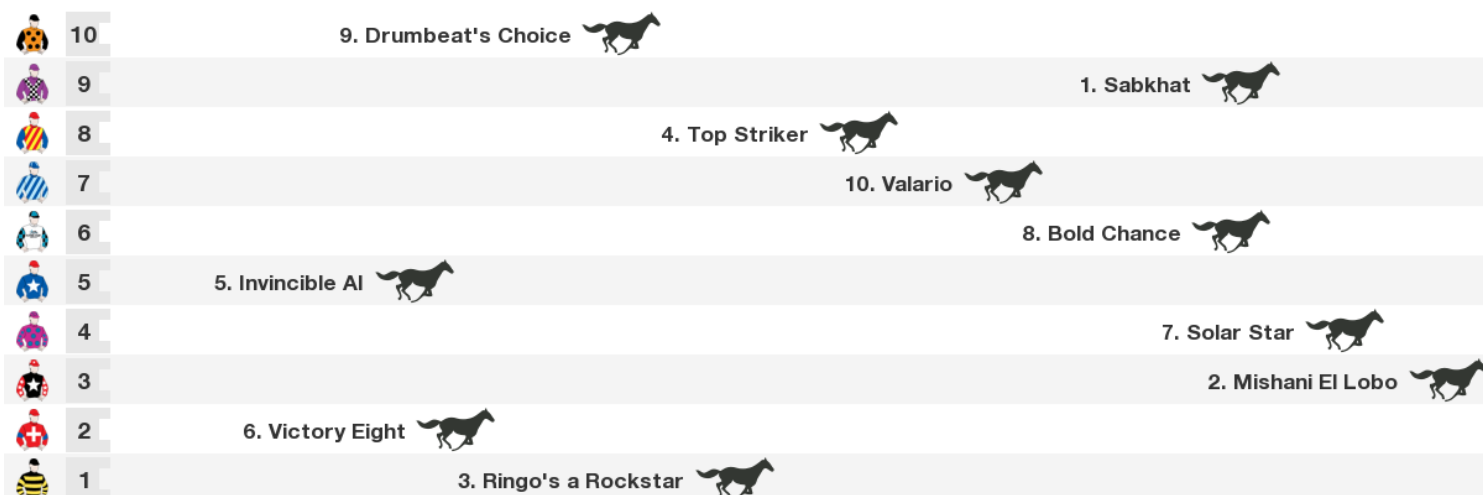 10 9. Drumbeat's Choice
9 1. Sabkhat
8 4. Top Striker
7 10. Valario
6 8. Bold Chance
5 5. Invincible Al
4 7. Solar Star
3 2. Mishani El Lobo
2 6. Victory Eight
1 3. Ringo's a Rockstar